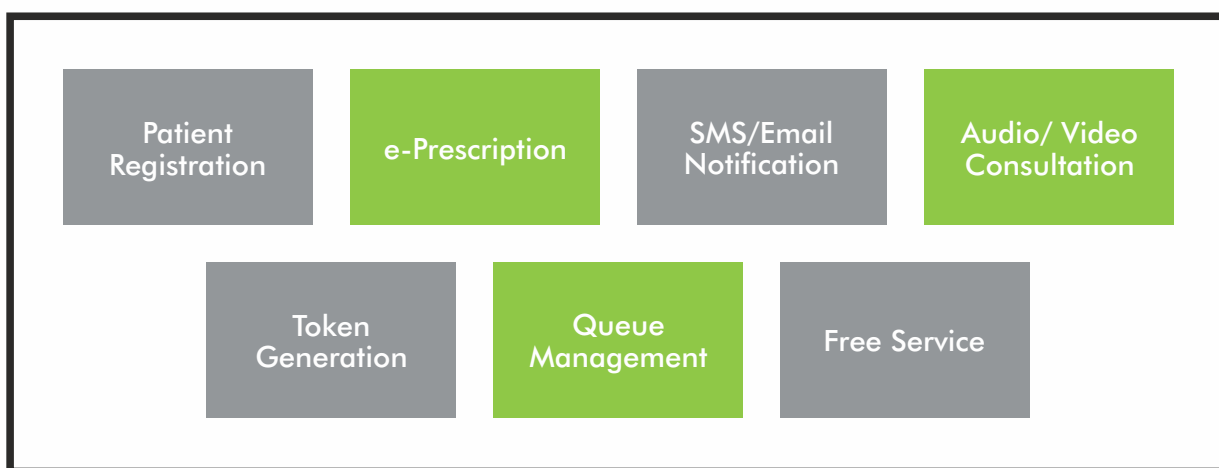 Patient
Registration
e-Prescription
SMS/Email
Notification
Audio/ Video
Consultation
Token
Generation
Queue
Management
Free Service